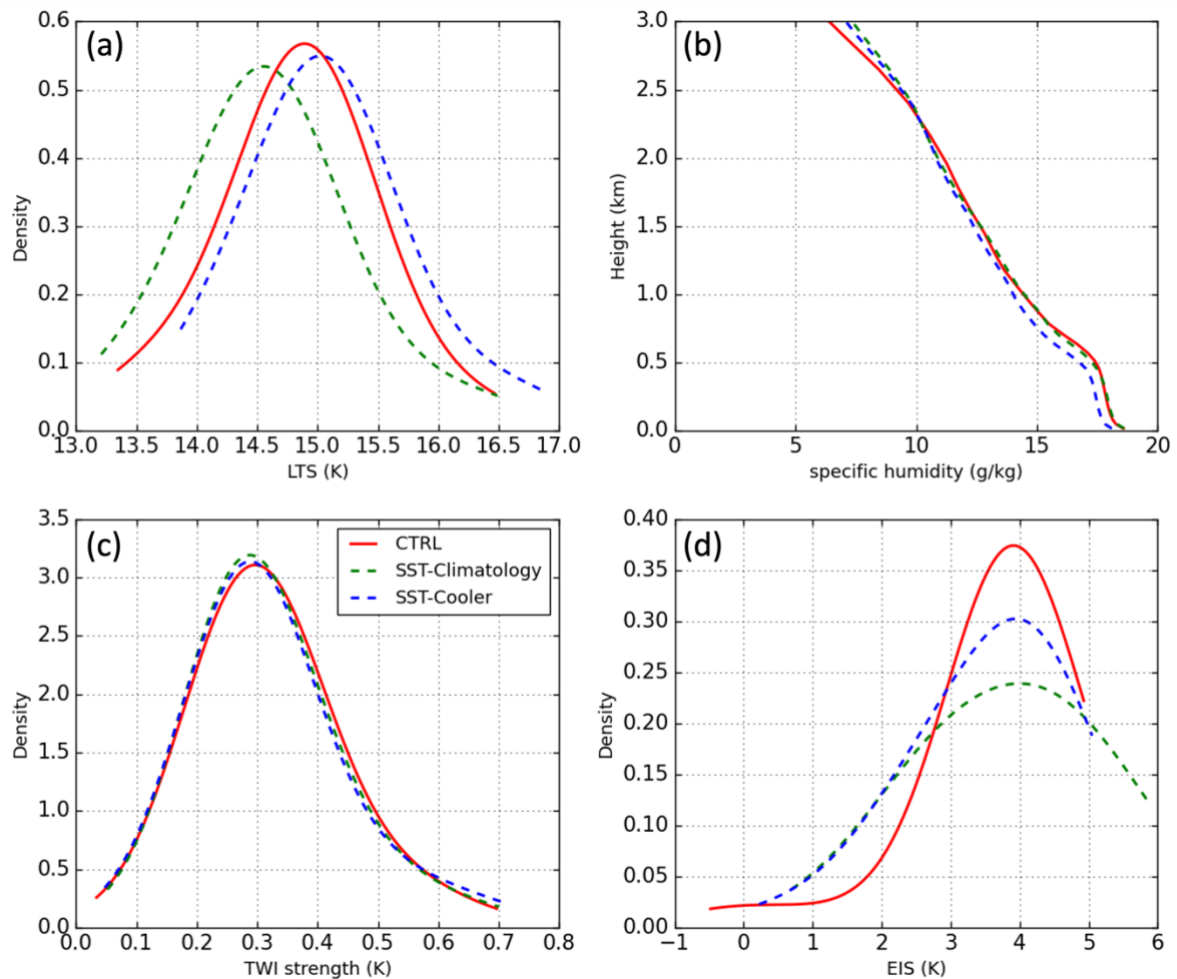 (a)
0.6
0.5
0.4
0.3
0.2
0.1
0.0
Density
13.0 13.5 14.0 14.5 15.0 15.5 16.0 16.5 17.0
LTS (K)
(b)
3.0
2.5
2.0
1.5
1.0
0.5
0.0
Height (km)
0 5 10 15 20
specific humidity (g/kg)
(c)
3.5
3.0
2.5
2.0
1.5
1.0
0.5
0.0
Density
CTRL
SST-Climatology
SST-Cooler
0.0 0.1 0.2 0.3 0.4 0.5 0.6 0.7 0.8
TWI strength (K)
(d)
0.40
0.35
0.30
0.25
0.20
0.15
0.10
0.05
0.00
Density
−1 0 1 2 3 4 5 6
EIS (K)